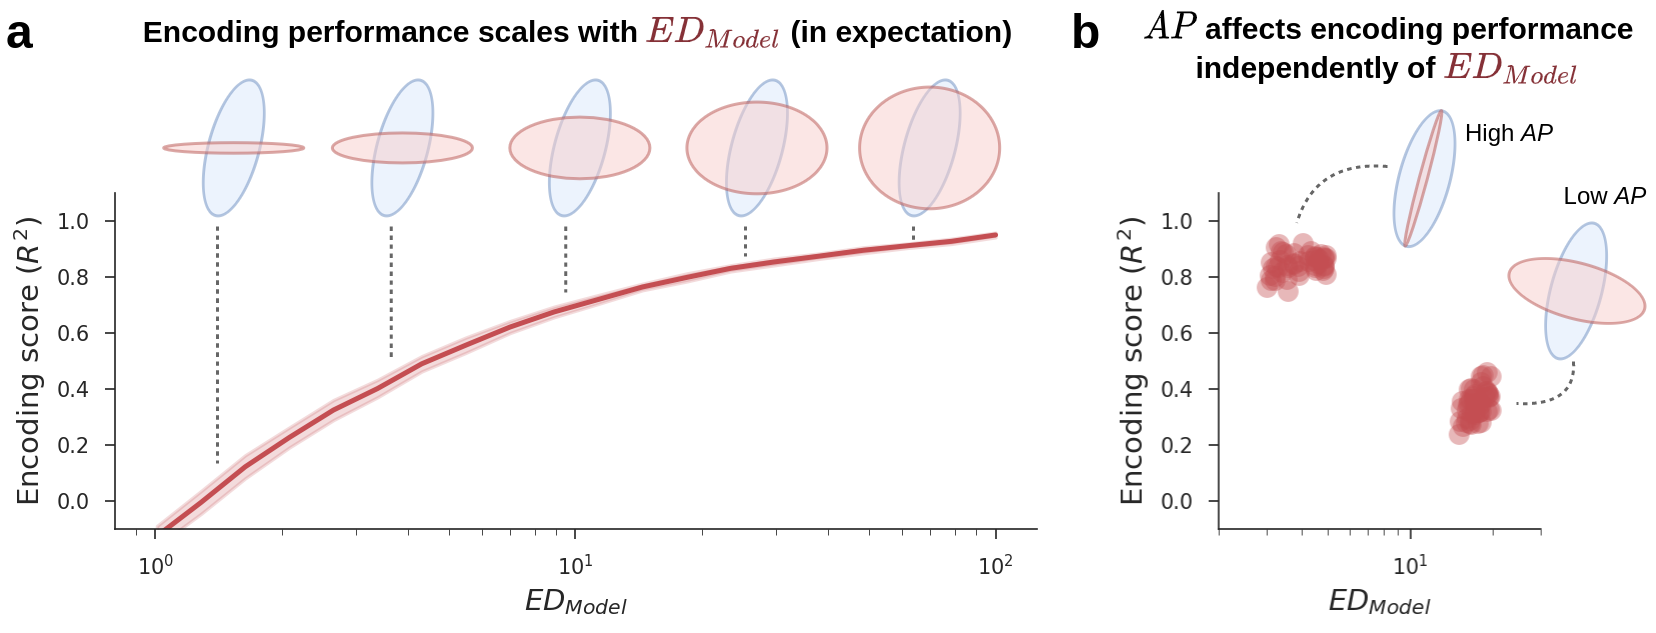 a
Encoding performance scales with ED_Model (in expectation)
Encoding score (R²)
1.0
0.8
0.6
0.4
0.2
0.0
10⁰
10¹
10²
ED_Model
b
AP affects encoding performance
independently of ED_Model
High AP
Low AP
Encoding score (R²)
1.0
0.8
0.6
0.4
0.2
0.0
10¹
ED_Model